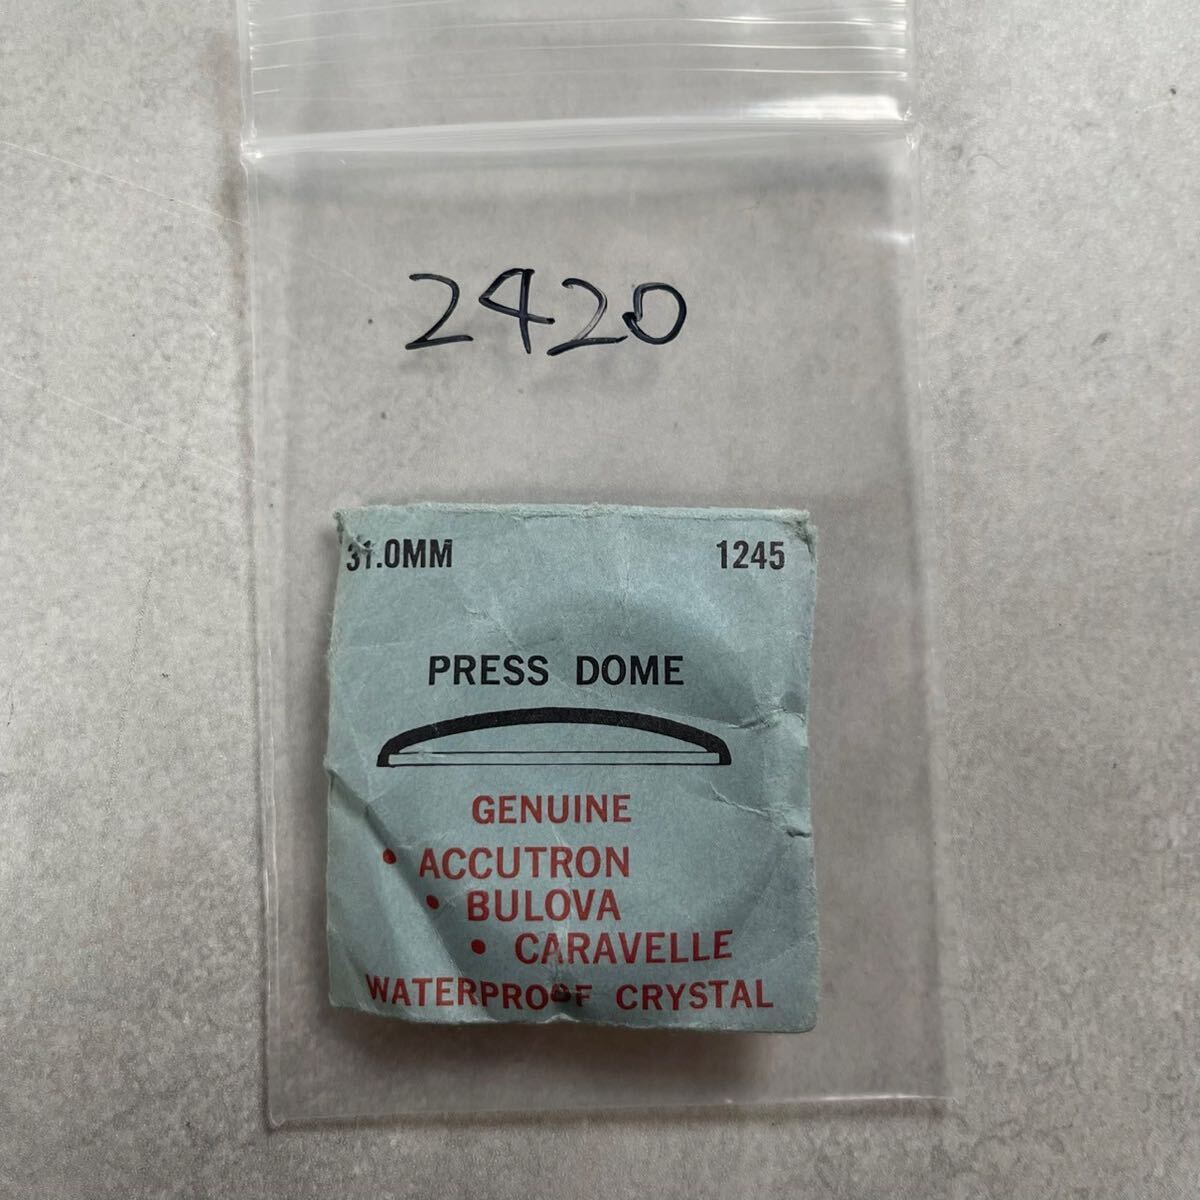 2420
31.0MM 1245
PRESS DOME
GENUINE
• ACCUTRON
• BULOVA
• CARAVELLE
WATERPROOF CRYSTAL